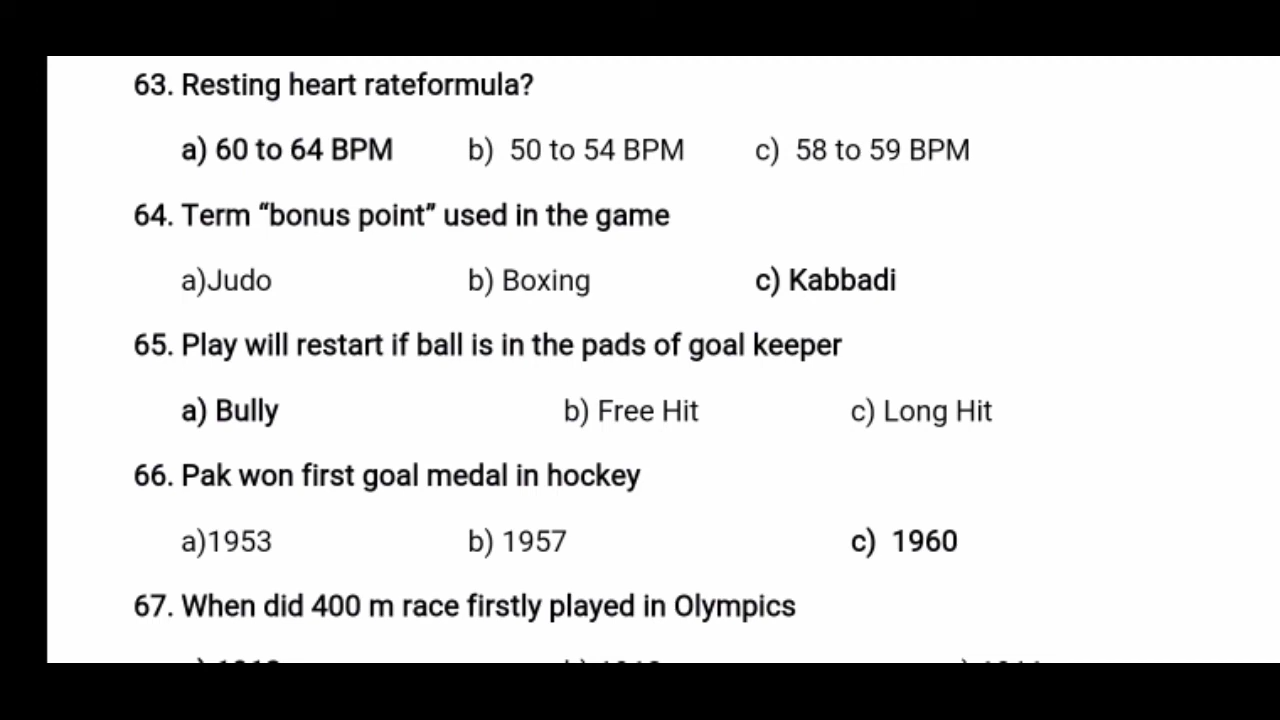 63. Resting heart rateformula?
a) 60 to 64 BPM b) 50 to 54 BPM c) 58 to 59 BPM
64. Term “bonus point” used in the game
a)Judo b) Boxing c) Kabbadi
65. Play will restart if ball is in the pads of goal keeper
a) Bully b) Free Hit c) Long Hit
66. Pak won first goal medal in hockey
a)1953 b) 1957 c) 1960
67. When did 400 m race firstly played in Olympics